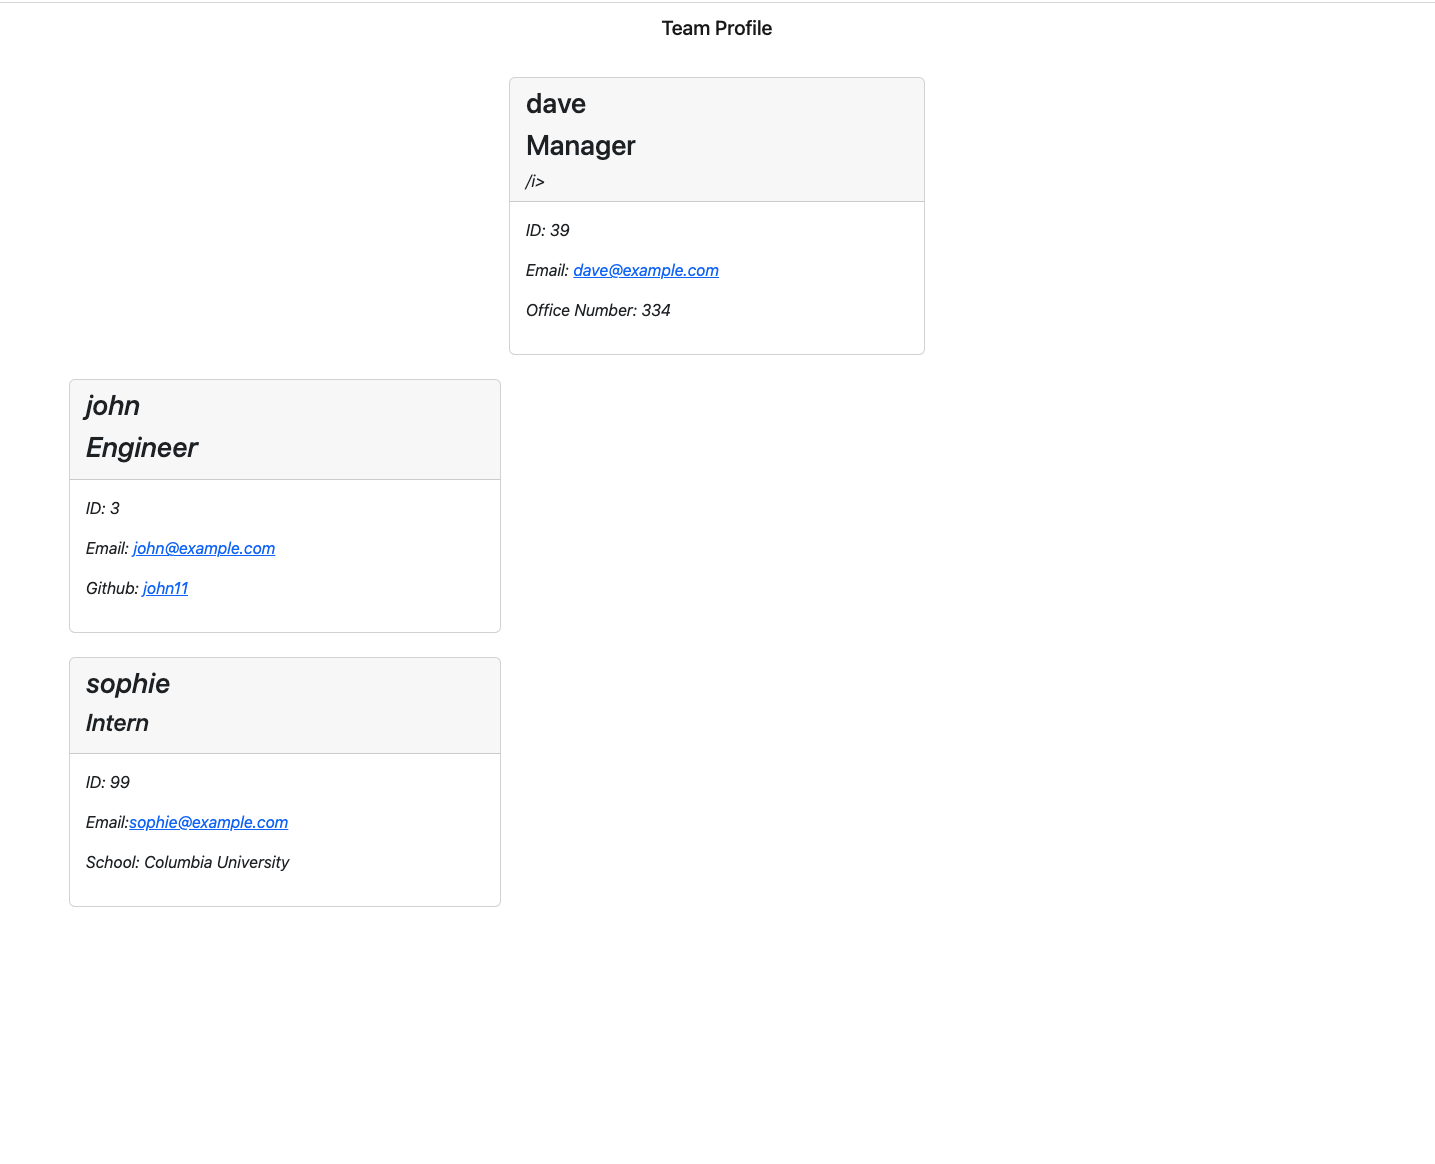 Team Profile
dave
Manager
/i>
ID: 39
Email: dave@example.com
Office Number: 334
john
Engineer
ID: 3
Email: john@example.com
Github: john11
sophie
Intern
ID: 99
Email:sophie@example.com
School: Columbia University